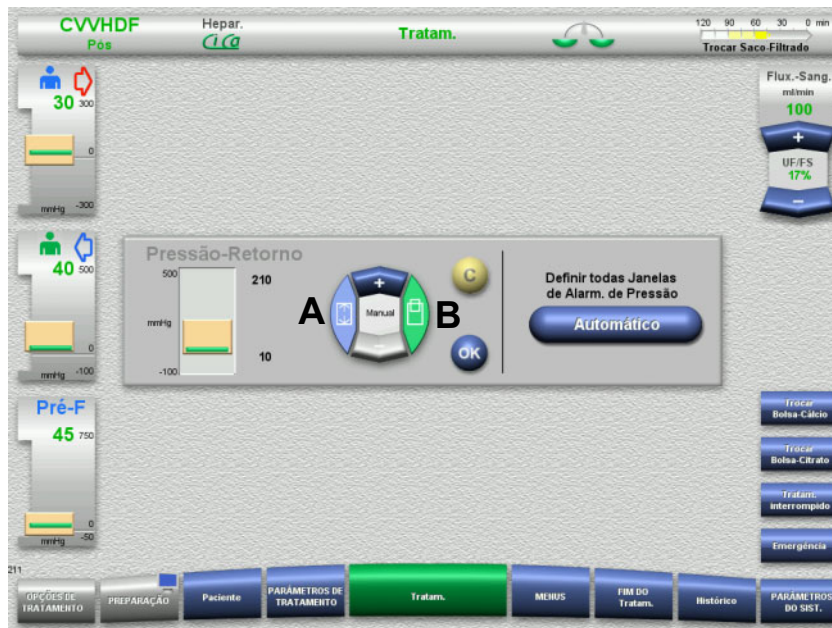 CVVHDF
Pós
Hepar.
Ci Ca
Tratam.
120 90 60 30 0 min
Trocar Saco-Filtrado
30 300
0
mmHg -300
40 500
0
mmHg -100
Pré-F
45 750
0
-50
mmHg
Flux.-Sang.
ml/min
100
+
UF/FS
17%
−
Pressão-Retorno
500
210
mmHg
10
-100
A
+
Manual
−
B
C
OK
Definir todas Janelas
de Alarm. de Pressão
Automático
Trocar
Bolsa-Cálcio
Trocar
Bolsa-Citrato
Tratam.
interrompido
Emergência
211
OPÇÕES DE
TRATAMENTO
PREPARAÇÃO
Paciente
PARÂMETROS DE
TRATAMENTO
Tratam.
MENUS
FIM DO
Tratam.
Histórico
PARÂMETROS
DO SIST.